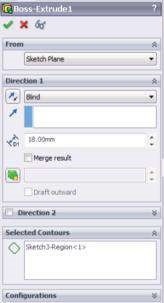 Boss-Extrude1
?
From
Sketch Plane
Direction 1
Blind
D1
18.00mm
Merge result
Draft outward
Direction 2
Selected Contours
Sketch3-Region<1>
Configurations